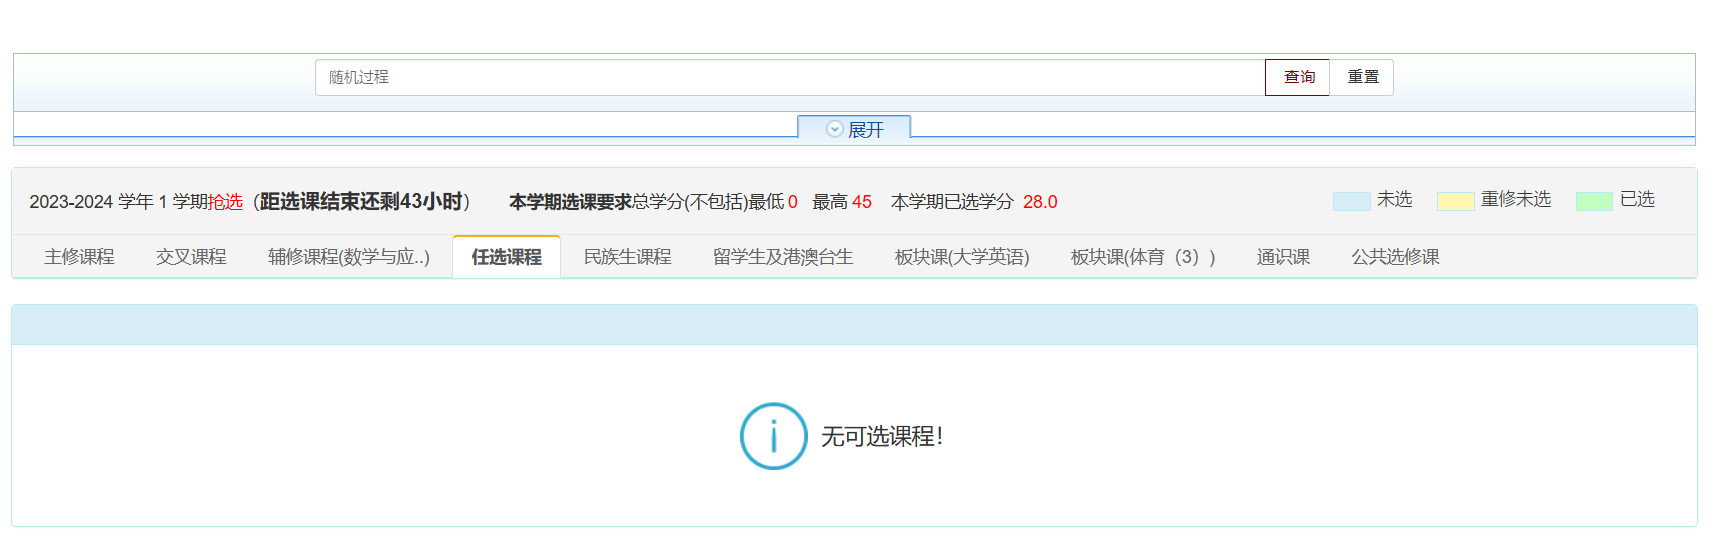 随机过程 查询 重置
展开
2023-2024 学年 1 学期抢选（距选课结束还剩43小时） 本学期选课要求总学分(不包括)最低 0 最高 45 本学期已选学分 28.0 未选 重修未选 已选
主修课程 交叉课程 辅修课程(数学与应..) 任选课程 民族生课程 留学生及港澳台生 板块课(大学英语) 板块课(体育（3）) 通识课 公共选修课
无可选课程！